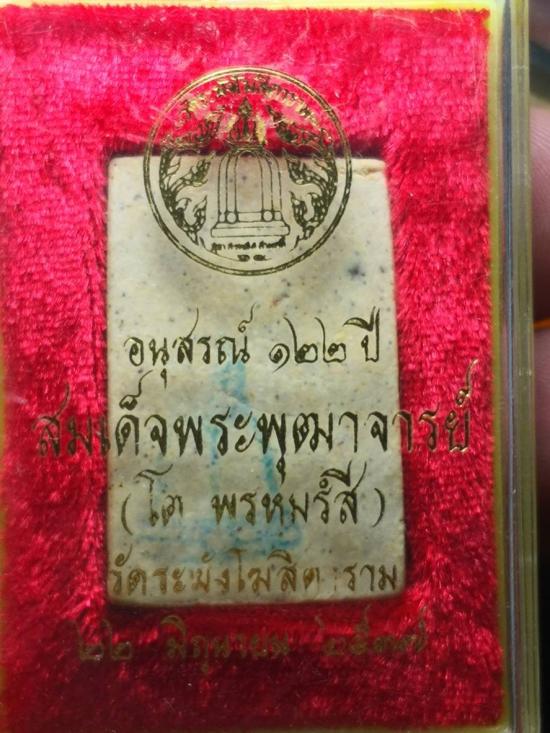 อนุสรณ์ ๑๒๒ ปี
สมเด็จพระพุฒาจารย์
(โต พรหมรํสี)
วัดระฆังโฆสิตาราม
๒๒ มิถุนายน ๒๕๓๗